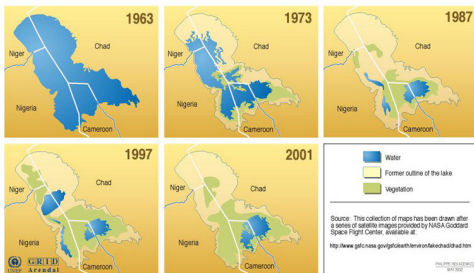 1963
Niger
Chad
Nigeria
Cameroon
1973
Niger
Chad
Nigeria
Cameroon
1987
Niger
Chad
Nigeria
Cameroon
1997
Niger
Chad
Nigeria
Cameroon
2001
Niger
Chad
Nigeria
Cameroon
Water
Former outline of the lake
Vegetation
Source: This collection of maps has been drawn after
a series of satellite images provided by NASA Goddard
Space Flight Center, available at:
UNEP
GRID
Arendal